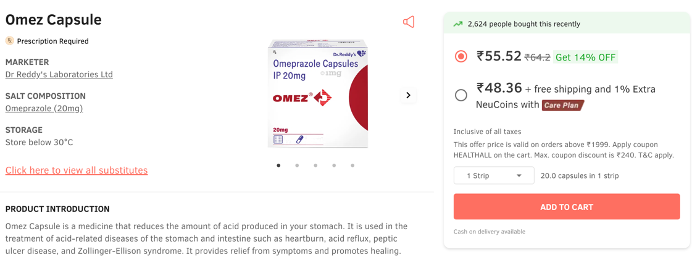 Omez Capsule
Prescription Required
MARKETER
Dr Reddy's Laboratories Ltd
SALT COMPOSITION
Omeprazole (20mg)
STORAGE
Store below 30°C
Click here to view all substitutes
Dr.Reddy's
Omeprazole Capsules
IP 20mg
OMEZ®
20mg
2,624 people bought this recently
₹55.52 ₹64.2 Get 14% OFF
₹48.36 + free shipping and 1% Extra
NeuCoins with Care Plan
Inclusive of all taxes
This offer price is valid on orders above ₹1999. Apply coupon
HEALTHALL on the cart. Max. coupon discount is ₹240. T&C apply.
1 Strip 20.0 capsules in 1 strip
ADD TO CART
Cash on delivery available
PRODUCT INTRODUCTION
Omez Capsule is a medicine that reduces the amount of acid produced in your stomach. It is used in the
treatment of acid-related diseases of the stomach and intestine such as heartburn, acid reflux, peptic
ulcer disease, and Zollinger-Ellison syndrome. It provides relief from symptoms and promotes healing.